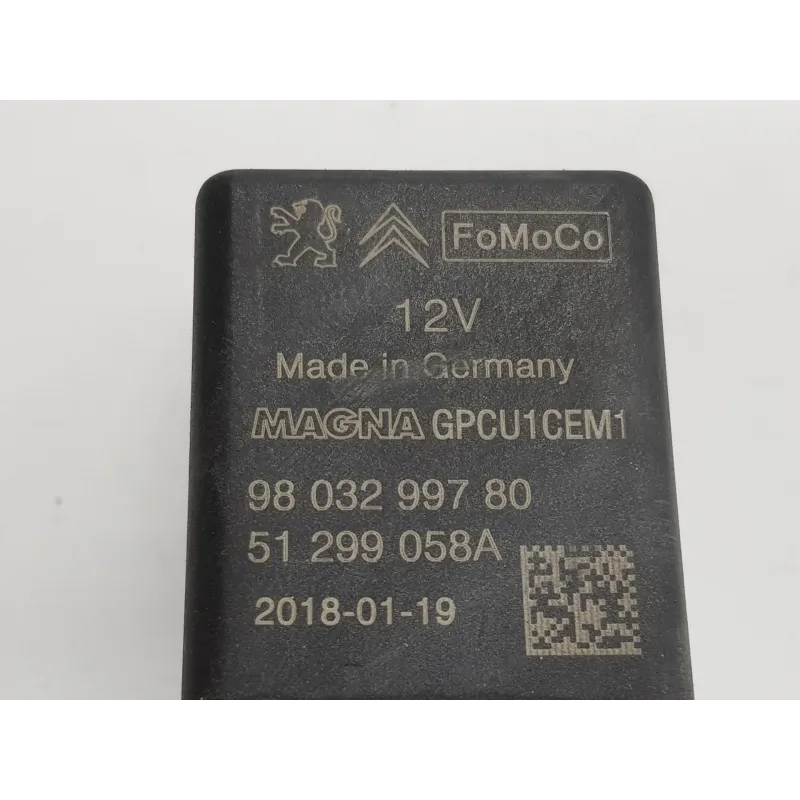 FoMoCo
12V
Made in Germany
MAGNA GPCU1CEM1
98 032 997 80
51 299 058A
2018-01-19